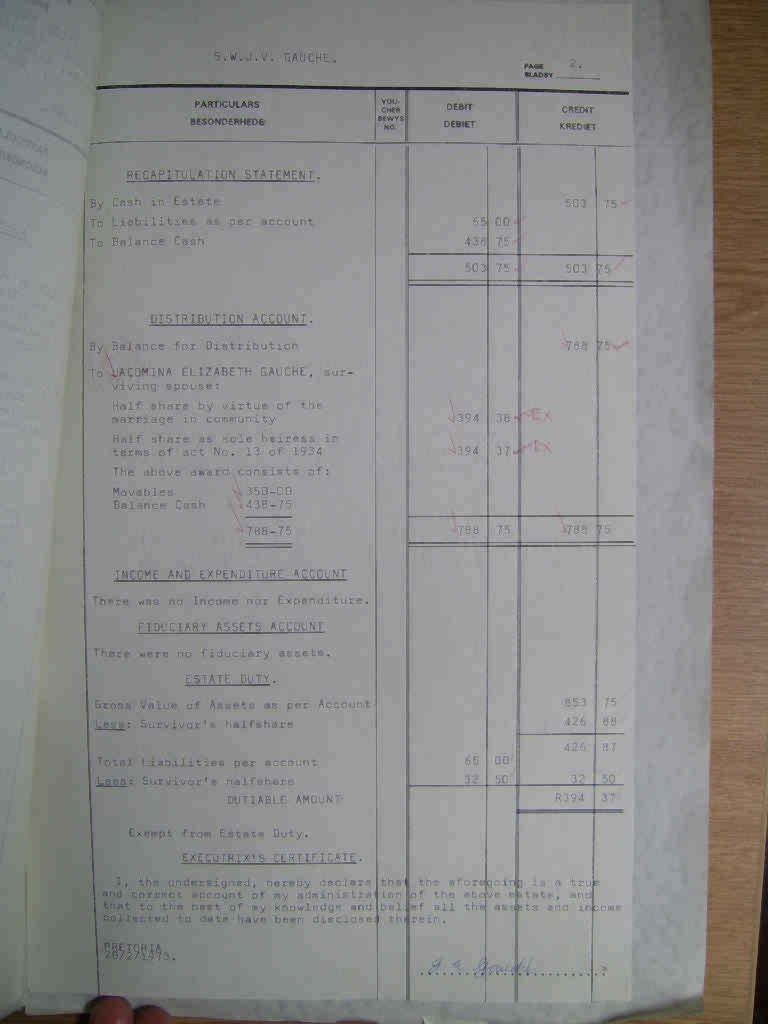 S.W.J.V. GAUCHE.
PAGE 2.
BLADSY
PARTICULARS
BESONDERHEDE
VOU-
CHER
BEWYS
NO.
DEBIT
DEBIET
CREDIT
KREDIET
RECAPITULATION STATEMENT.
By Cash in Estate 503 75
To Liabilities as per account 65 00
To Balance Cash 438 75
503 75 503 75
DISTRIBUTION ACCOUNT.
By Balance for Distribution 788 75
To JACOMINA ELIZABETH GAUCHE, sur-
viving spouse:
Half share by virtue of the
marriage in community 394 38 Ex
Half share as sole heiress in
terms of act No. 13 of 1934 394 37 Ex
The above award consists of:
Movables 350-00
Balance Cash 438-75
788-75 788 75 788 75
INCOME AND EXPENDITURE ACCOUNT
There was no Income nor Expenditure.
FIDUCIARY ASSETS ACCOUNT
There were no fiduciary assets.
ESTATE DUTY.
Gross Value of Assets as per Account 853 75
Less: Survivor's halfshare 426 88
426 87
Total Liabilities per account 65 00
Less: Survivor's halfshare 32 50 32 50
DUTIABLE AMOUNT R394 37
Exempt from Estate Duty.
EXECUTRIX'S CERTIFICATE.
I, the undersigned, hereby declare that the aforegoing is a true
and correct account of my administration of the above estate, and
that to the best of my knowledge and belief all the assets and income
collected to date have been disclosed therein.
PRETORIA
28/2/1973.